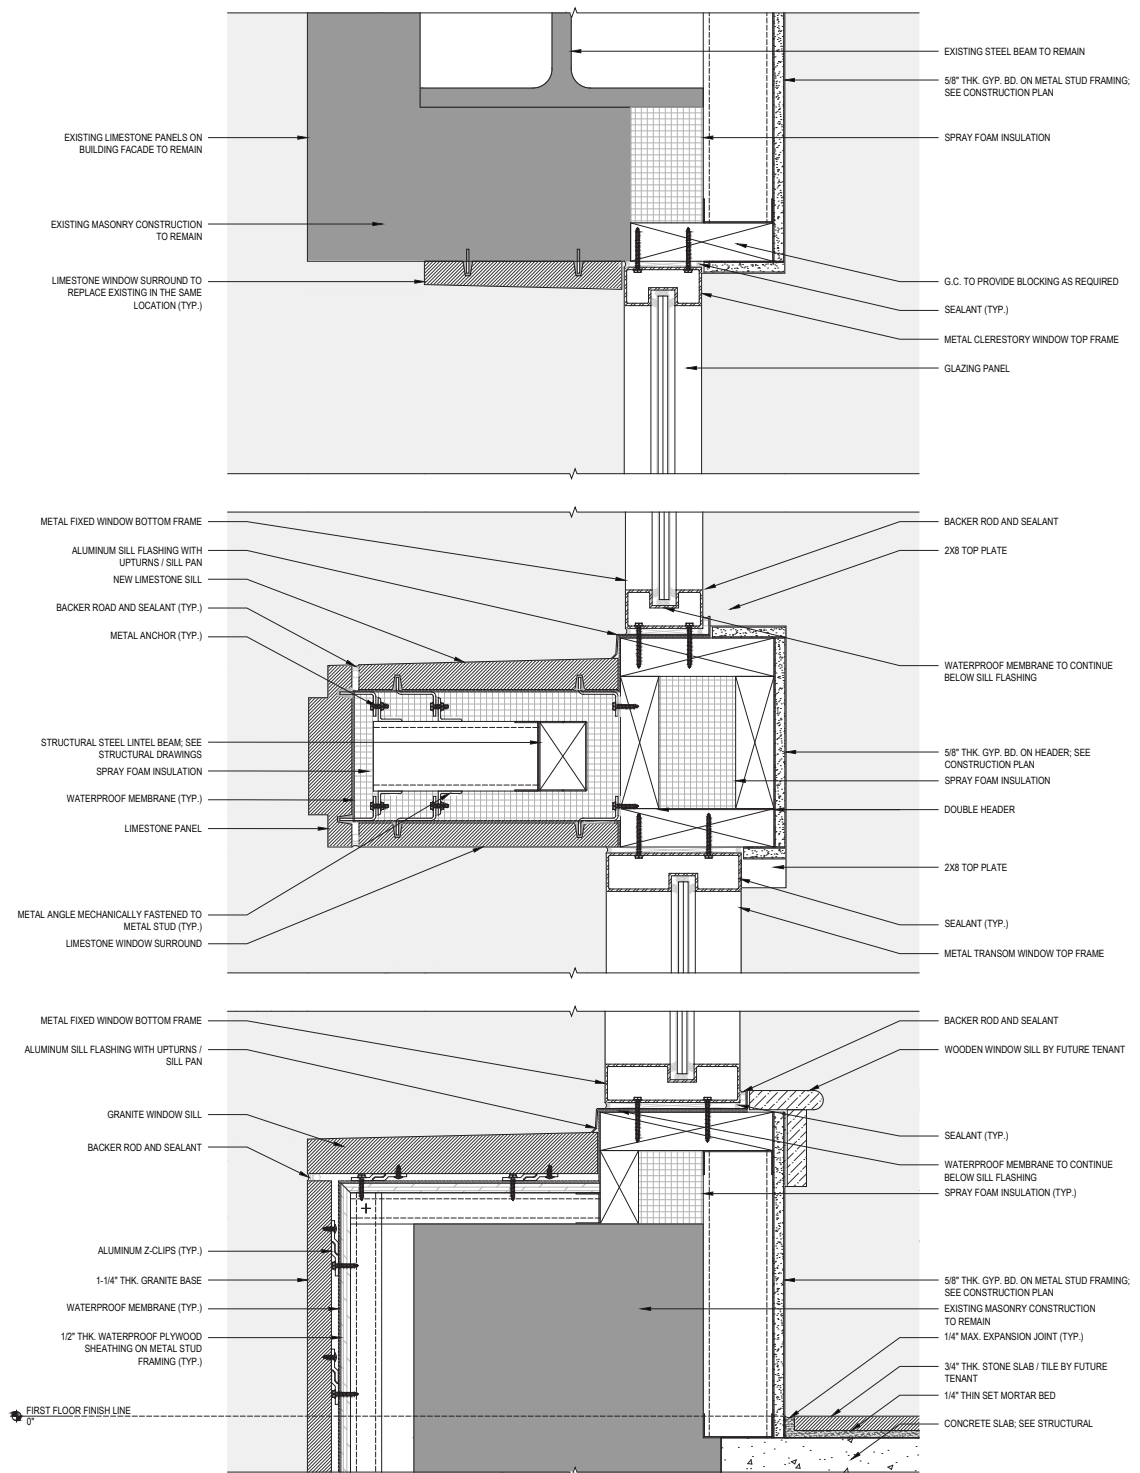 EXISTING STEEL BEAM TO REMAIN
5/8" THK. GYP. BD. ON METAL STUD FRAMING;
SEE CONSTRUCTION PLAN
EXISTING LIMESTONE PANELS ON
BUILDING FACADE TO REMAIN
SPRAY FOAM INSULATION
EXISTING MASONRY CONSTRUCTION
TO REMAIN
LIMESTONE WINDOW SURROUND TO
REPLACE EXISTING IN THE SAME
LOCATION (TYP.)
G.C. TO PROVIDE BLOCKING AS REQUIRED
SEALANT (TYP.)
METAL CLERESTORY WINDOW TOP FRAME
GLAZING PANEL
METAL FIXED WINDOW BOTTOM FRAME
ALUMINUM SILL FLASHING WITH
UPTURNS / SILL PAN
NEW LIMESTONE SILL
BACKER ROAD AND SEALANT (TYP.)
METAL ANCHOR (TYP.)
STRUCTURAL STEEL LINTEL BEAM; SEE
STRUCTURAL DRAWINGS
SPRAY FOAM INSULATION
WATERPROOF MEMBRANE (TYP.)
LIMESTONE PANEL
METAL ANGLE MECHANICALLY FASTENED TO
METAL STUD (TYP.)
LIMESTONE WINDOW SURROUND
BACKER ROD AND SEALANT
2X8 TOP PLATE
WATERPROOF MEMBRANE TO CONTINUE
BELOW SILL FLASHING
5/8" THK. GYP. BD. ON HEADER; SEE
CONSTRUCTION PLAN
SPRAY FOAM INSULATION
DOUBLE HEADER
2X8 TOP PLATE
SEALANT (TYP.)
METAL TRANSOM WINDOW TOP FRAME
METAL FIXED WINDOW BOTTOM FRAME
ALUMINUM SILL FLASHING WITH UPTURNS /
SILL PAN
GRANITE WINDOW SILL
BACKER ROD AND SEALANT
ALUMINUM Z-CLIPS (TYP.)
1-1/4" THK. GRANITE BASE
WATERPROOF MEMBRANE (TYP.)
1/2" THK. WATERPROOF PLYWOOD
SHEATHING ON METAL STUD
FRAMING (TYP.)
FIRST FLOOR FINISH LINE
0"
BACKER ROD AND SEALANT
WOODEN WINDOW SILL BY FUTURE TENANT
SEALANT (TYP.)
WATERPROOF MEMBRANE TO CONTINUE
BELOW SILL FLASHING
SPRAY FOAM INSULATION (TYP.)
5/8" THK. GYP. BD. ON METAL STUD FRAMING;
SEE CONSTRUCTION PLAN
EXISTING MASONRY CONSTRUCTION
TO REMAIN
1/4" MAX. EXPANSION JOINT (TYP.)
3/4" THK. STONE SLAB / TILE BY FUTURE
TENANT
1/4" THIN SET MORTAR BED
CONCRETE SLAB; SEE STRUCTURAL